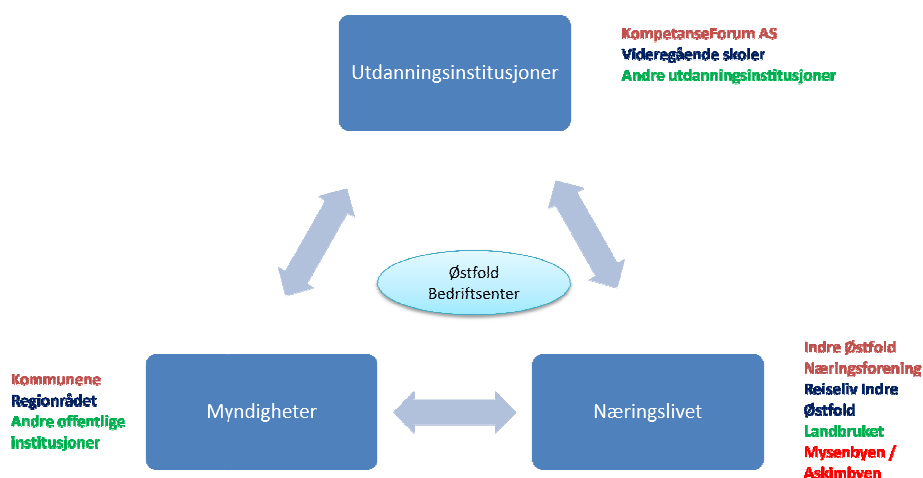 Utdanningsinstitusjoner
KompetanseForum AS
Videregående skoler
Andre utdanningsinstitusjoner
Østfold
Bedriftsenter
Kommunene
Regionrådet
Andre offentlige
institusjoner
Myndigheter
Næringslivet
Indre Østfold
Næringsforening
Reiseliv Indre
Østfold
Landbruket
Mysenbyen /
Askimbyen